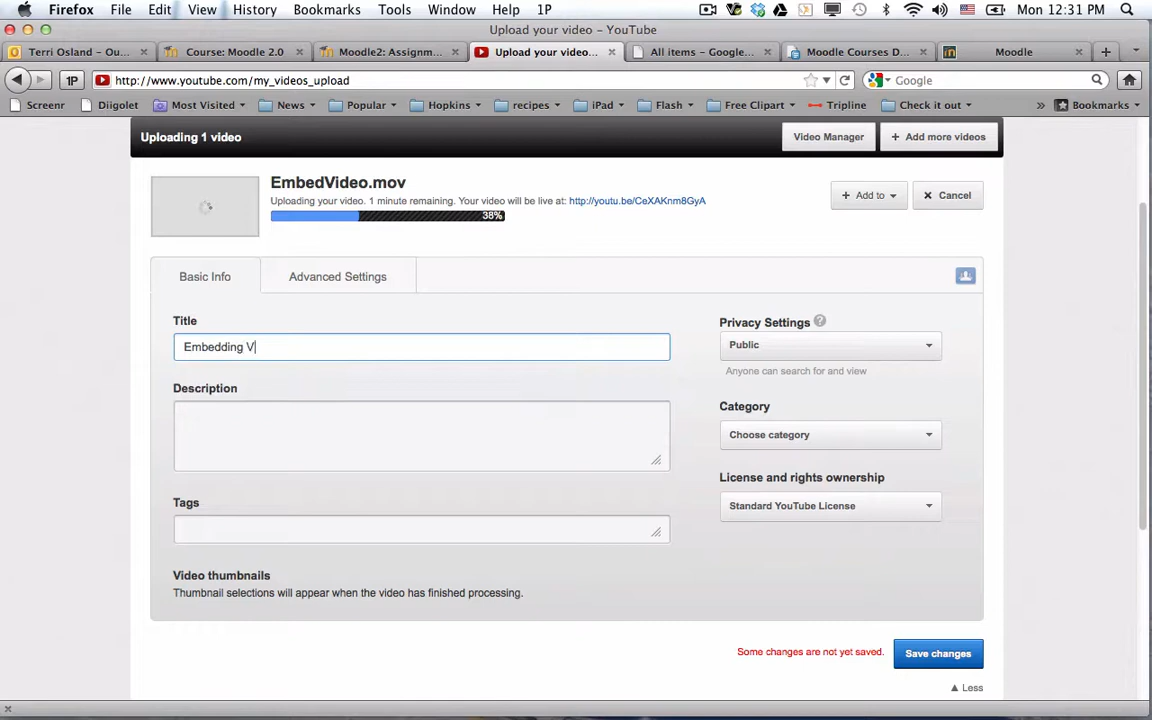 Firefox File Edit View History Bookmarks Tools Window Help 1P Mon 12:31 PM
Upload your video – YouTube
Terri Osland - Ou... Course: Moodle 2.0 Moodle2: Assignm... Upload your video... All items – Google... Moodle Courses D... Moodle
1P http://www.youtube.com/my_videos_upload Google
Screenr Diigolet Most Visited News Popular Hopkins recipes iPad Flash Free Clipart Tripline Check it out » Bookmarks
Uploading 1 video Video Manager + Add more videos
EmbedVideo.mov
Uploading your video. 1 minute remaining. Your video will be live at: http://youtu.be/CeXAKnm8GyA
+ Add to Cancel
38%
Basic Info Advanced Settings
Title
Embedding V
Description
Tags
Video thumbnails
Thumbnail selections will appear when the video has finished processing.
Privacy Settings ?
Public
Anyone can search for and view
Category
Choose category
License and rights ownership
Standard YouTube License
Some changes are not yet saved. Save changes
Less